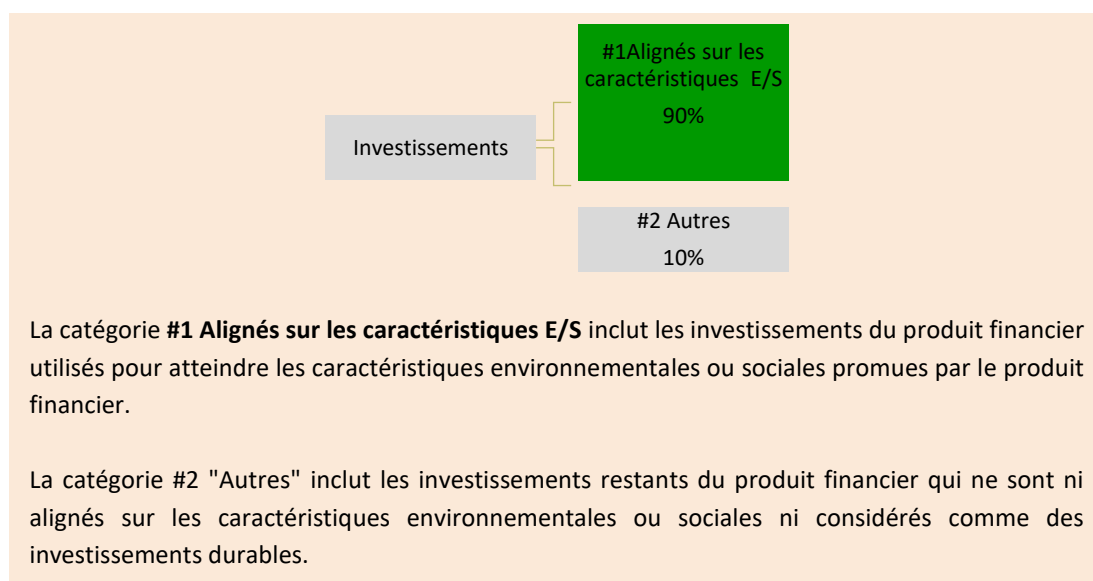 #1Alignés sur les
caractéristiques E/S
90%
Investissements
#2 Autres
10%
La catégorie #1 Alignés sur les caractéristiques E/S inclut les investissements du produit financier
utilisés pour atteindre les caractéristiques environnementales ou sociales promues par le produit
financier.
La catégorie #2 "Autres" inclut les investissements restants du produit financier qui ne sont ni
alignés sur les caractéristiques environnementales ou sociales ni considérés comme des
investissements durables.